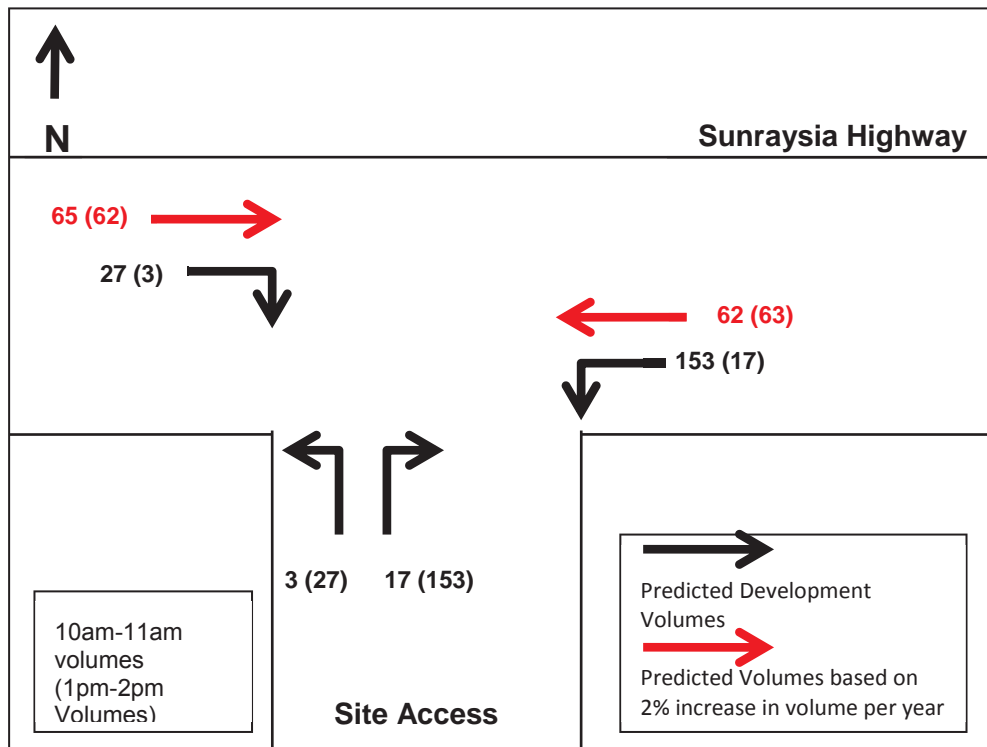 N
Sunraysia Highway
65 (62)
27 (3)
62 (63)
153 (17)
3 (27)
17 (153)
10am-11am
volumes
(1pm-2pm
Volumes)
Site Access
Predicted Development
Volumes
Predicted Volumes based on
2% increase in volume per year